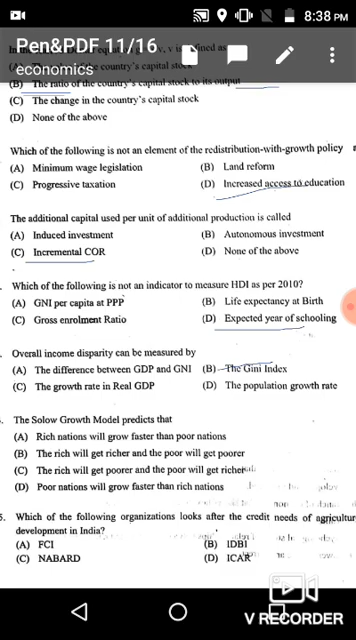 8:38 PM
Pen&PDF 11/16
economics
(B) The ratio of the country's capital stock to its output
(C) The change in the country's capital stock
(D) None of the above
Which of the following is not an element of the redistribution-with-growth policy
(A) Minimum wage legislation (B) Land reform
(C) Progressive taxation (D) Increased access to education
The additional capital used per unit of additional production is called
(A) Induced investment (B) Autonomous investment
(C) Incremental COR (D) None of the above
Which of the following is not an indicator to measure HDI as per 2010?
(A) GNI per capita at PPP (B) Life expectancy at Birth
(C) Gross enrolment Ratio (D) Expected year of schooling
Overall income disparity can be measured by
(A) The difference between GDP and GNI (B) The Gini Index
(C) The growth rate in Real GDP (D) The population growth rate
The Solow Growth Model predicts that
(A) Rich nations will grow faster than poor nations
(B) The rich will get richer and the poor will get poorer
(C) The rich will get poorer and the poor will get richer
(D) Poor nations will grow faster than rich nations
5. Which of the following organizations looks after the credit needs of agricultur
development in India?
(A) FCI (B) IDBI
(C) NABARD (D) ICAR
V RECORDER